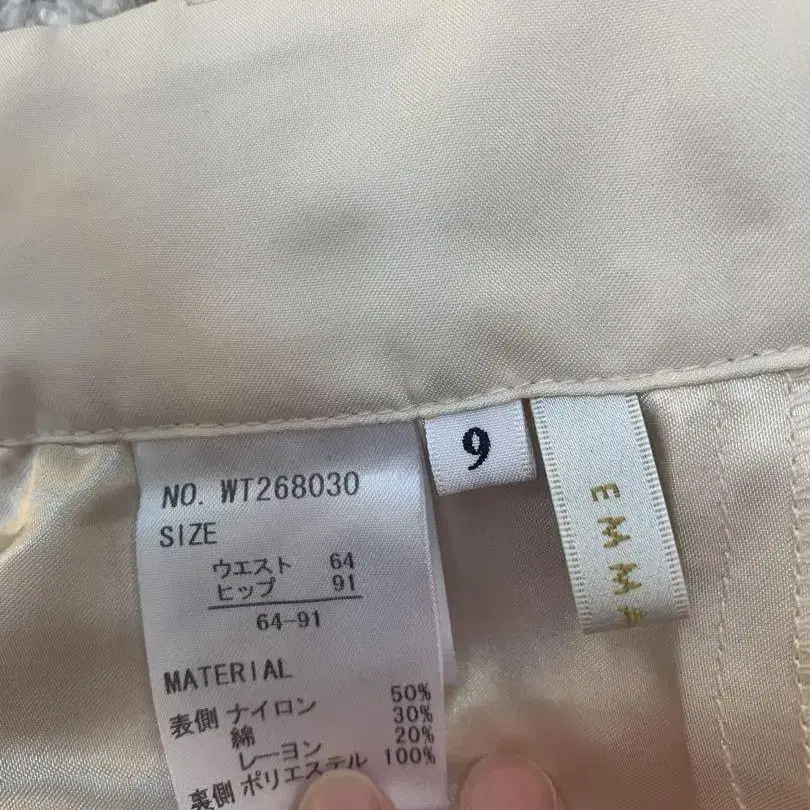 NO. WT268030
SIZE
ウエスト 64
ヒップ 91
64-91
MATERIAL
表側 ナイロン 50%
綿 30%
レーヨン 20%
裏側 ポリエステル 100%
9
EMMA